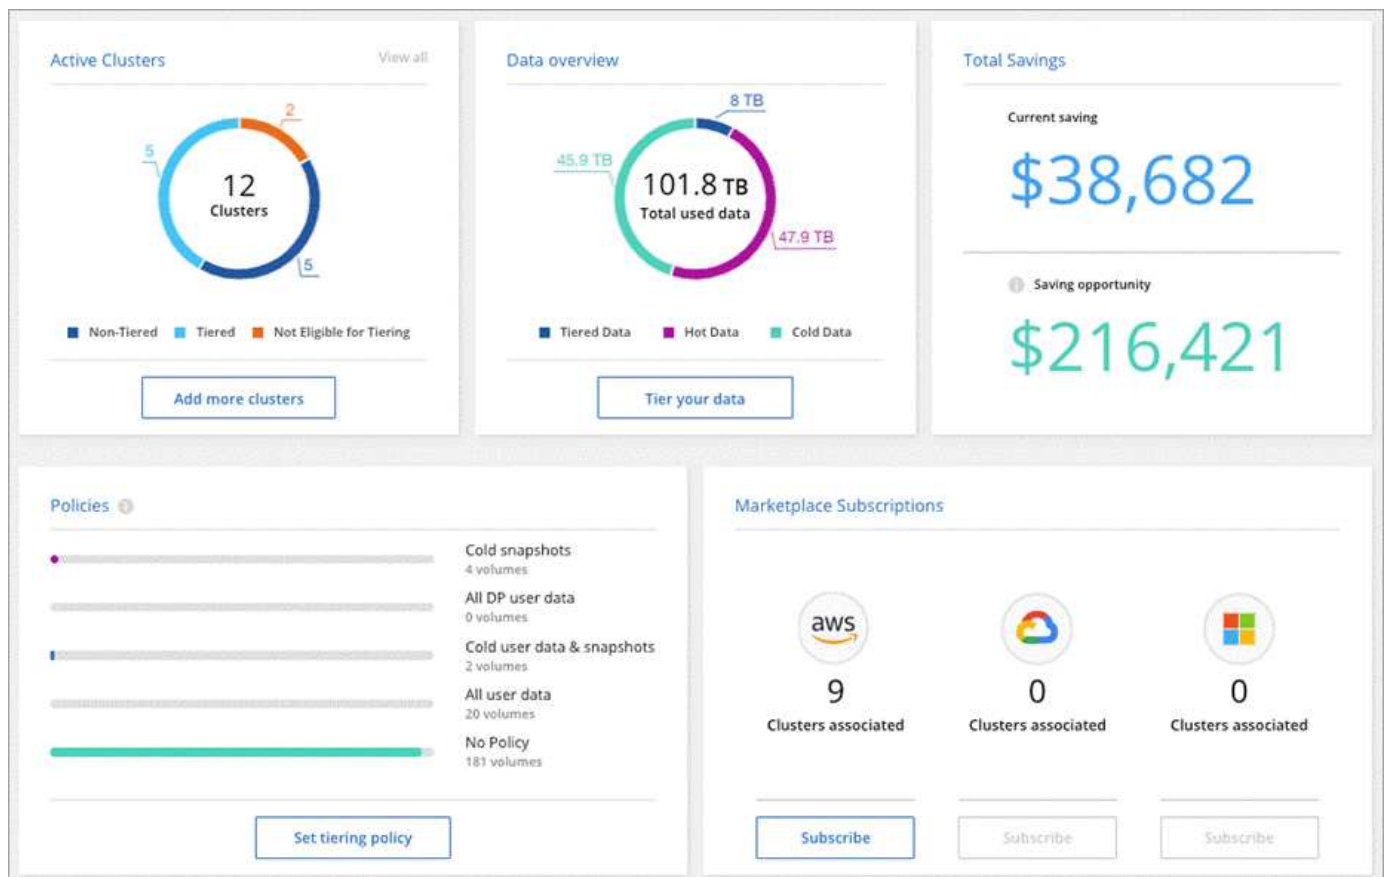 Active Clusters
View all
2
5
12
Clusters
5
Non-Tiered
Tiered
Not Eligible for Tiering
Add more clusters
Data overview
8 TB
45.9 TB
101.8 TB
Total used data
47.9 TB
Tiered Data
Hot Data
Cold Data
Tier your data
Total Savings
Current saving
$38,682
Saving opportunity
$216,421
Policies
Cold snapshots
4 volumes
All DP user data
0 volumes
Cold user data & snapshots
2 volumes
All user data
20 volumes
No Policy
181 volumes
Set tiering policy
Marketplace Subscriptions
aws
9
Clusters associated
Subscribe
0
Clusters associated
Subscribe
0
Clusters associated
Subscribe